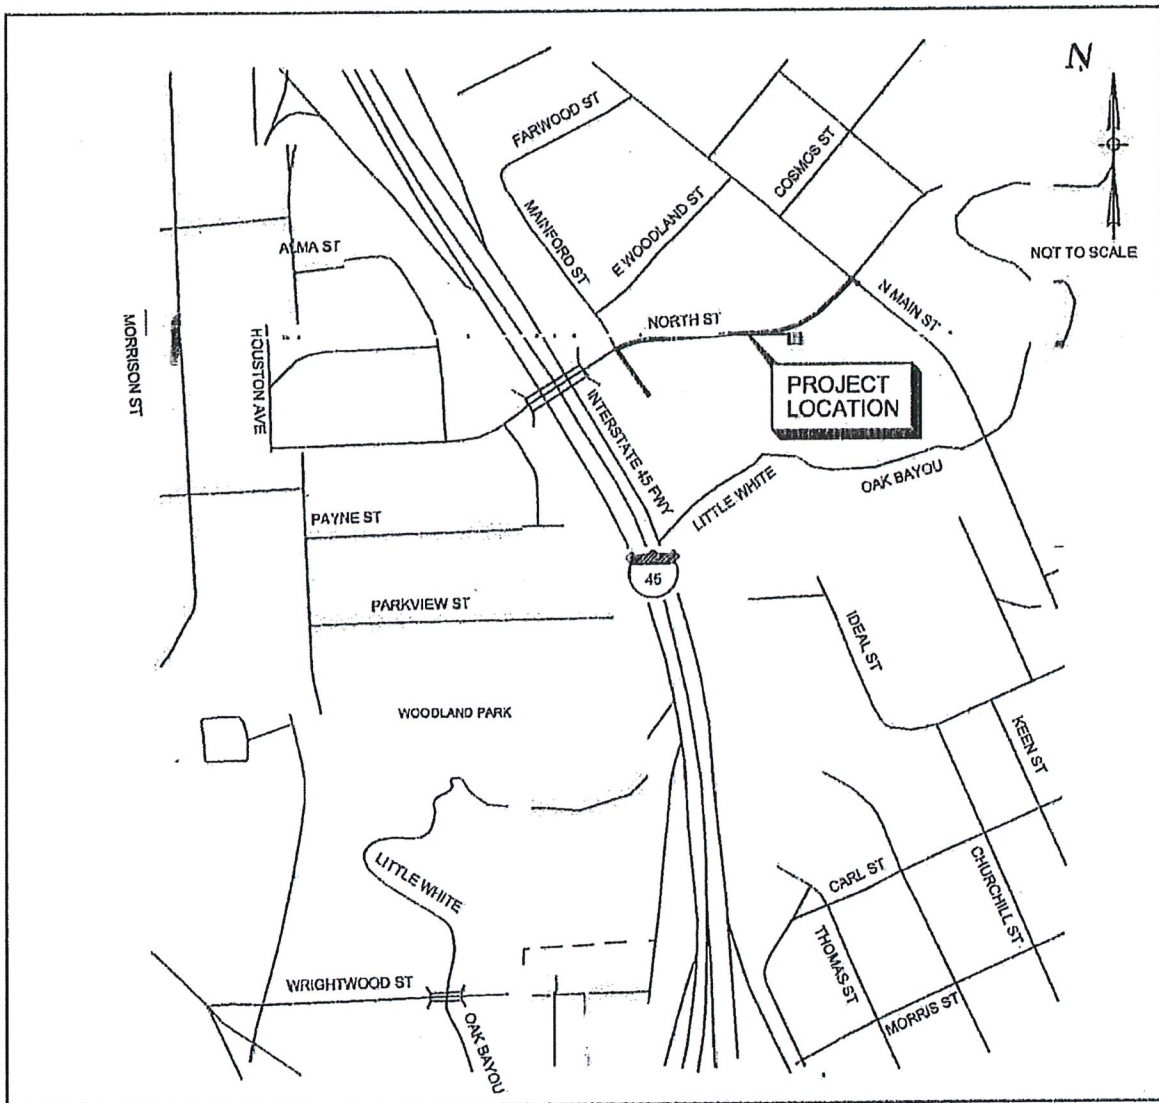 N
FARWOOD ST
COSMOS ST
MAINFORD ST
E WOODLAND ST
ALMA ST
NOT TO SCALE
N MAIN ST
NORTH ST
MORRISON ST
HOUSTON AVE
PROJECT
LOCATION
INTERSTATE 45 FWY
LITTLE WHITE
OAK BAYOU
PAYNE ST
45
PARKVIEW ST
IDEAL ST
WOODLAND PARK
KEEN ST
LITTLE WHITE
CARL ST
CHURCHILL ST
THOMAS ST
WRIGHTWOOD ST
MORRIS ST
OAK BAYOU